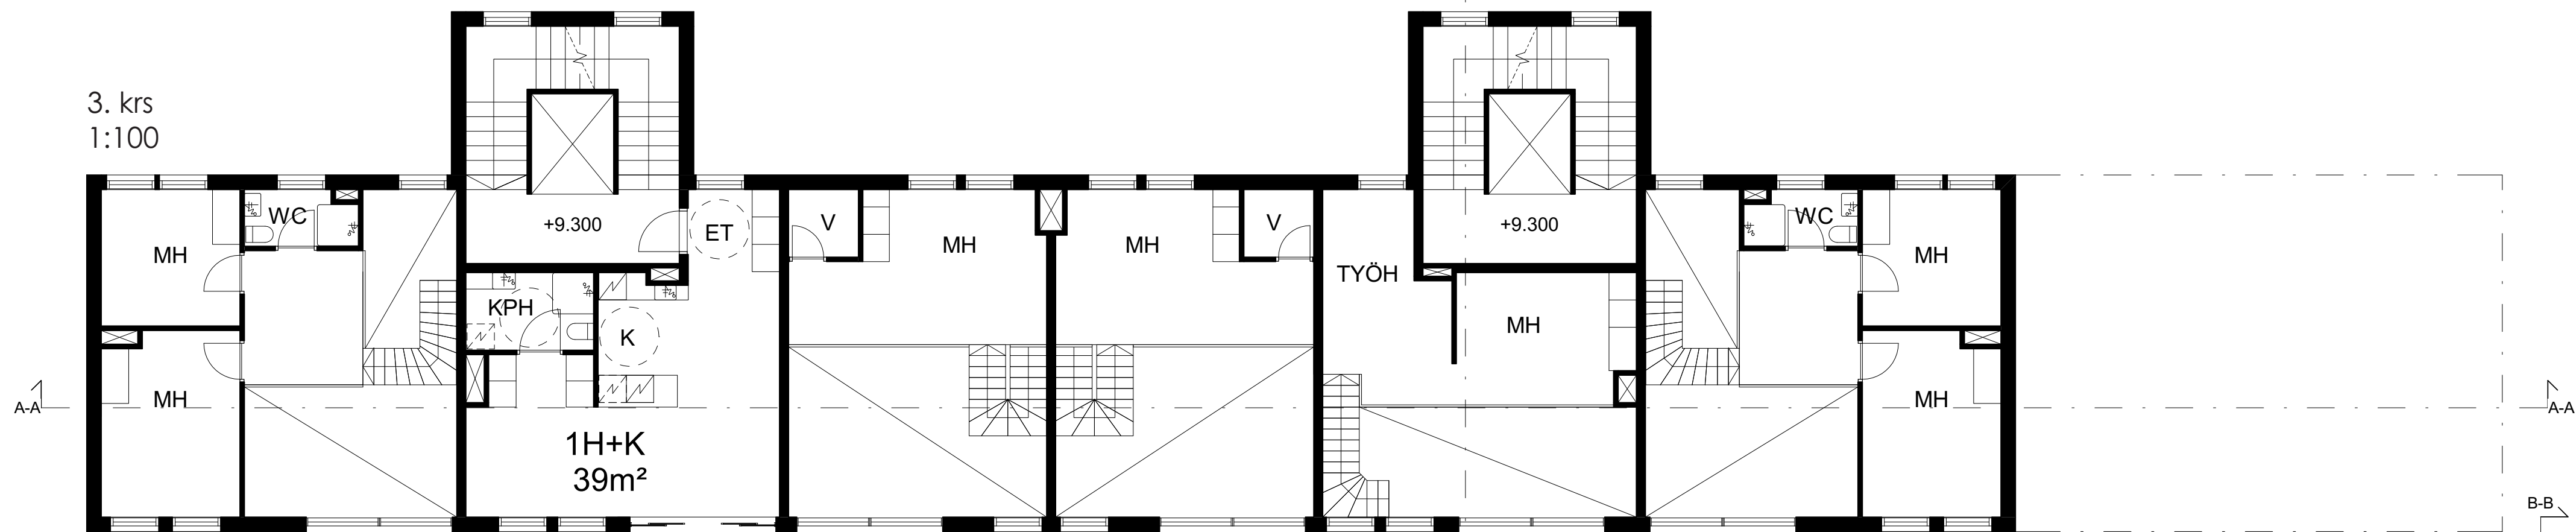 3. krs
1:100
WC
+9.300
ET
V
MH
MH
V
+9.300
WC
MH
MH
TYÖH
MH
KPH
K
MH
MH
MH
A-A
A-A
1H+K
39m²
B-B